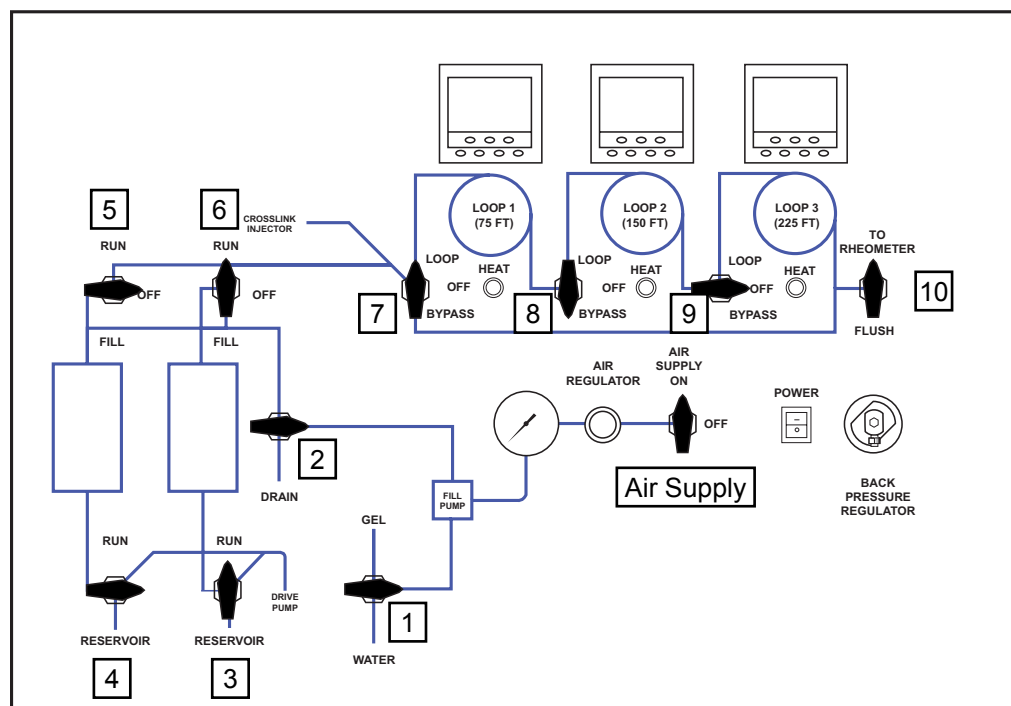 5
RUN
OFF
FILL
6
RUN
OFF
FILL
CROSSLINK
INJECTOR
LOOP 1
(75 FT)
LOOP 2
(150 FT)
LOOP 3
(225 FT)
LOOP
OFF
BYPASS
7
HEAT
LOOP
OFF
BYPASS
8
HEAT
LOOP
OFF
BYPASS
9
HEAT
TO
RHEOMETER
10
FLUSH
2
DRAIN
FILL
PUMP
AIR
REGULATOR
AIR
SUPPLY
ON
OFF
Air Supply
POWER
BACK
PRESSURE
REGULATOR
RUN
RESERVOIR
4
RUN
RESERVOIR
3
DRIVE
PUMP
GEL
1
WATER